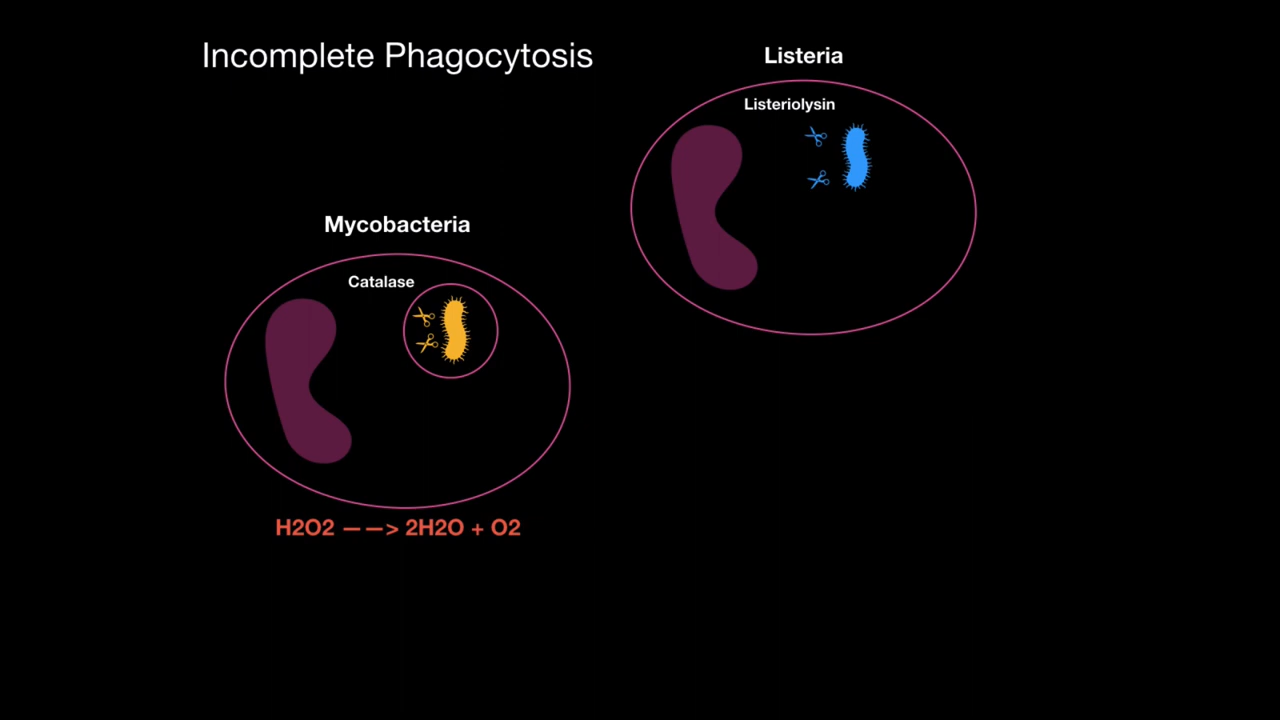 Incomplete Phagocytosis
Listeria
Listeriolysin
Mycobacteria
Catalase
H2O2 — —> 2H2O + O2